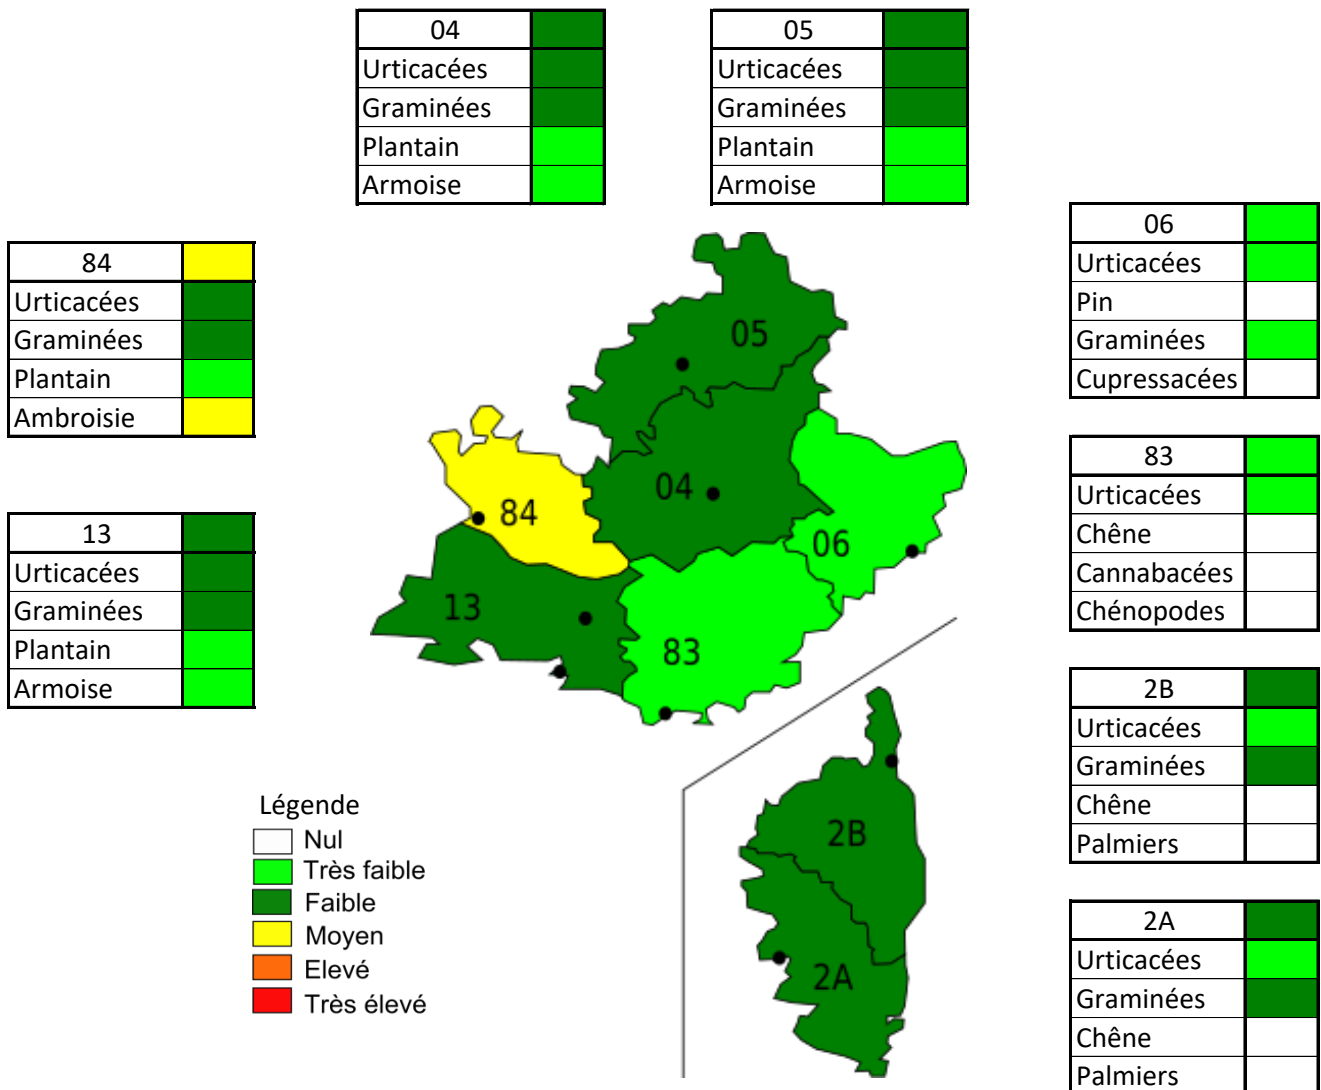 04
Urticacées
Graminées
Plantain
Armoise
05
Urticacées
Graminées
Plantain
Armoise
84
Urticacées
Graminées
Plantain
Ambroisie
13
Urticacées
Graminées
Plantain
Armoise
06
Urticacées
Pin
Graminées
Cupressacées
83
Urticacées
Chêne
Cannabacées
Chénopodes
2B
Urticacées
Graminées
Chêne
Palmiers
2A
Urticacées
Graminées
Chêne
Palmiers
05
04
84
06
13
83
2B
2A
Légende
Nul
Très faible
Faible
Moyen
Elevé
Très élevé